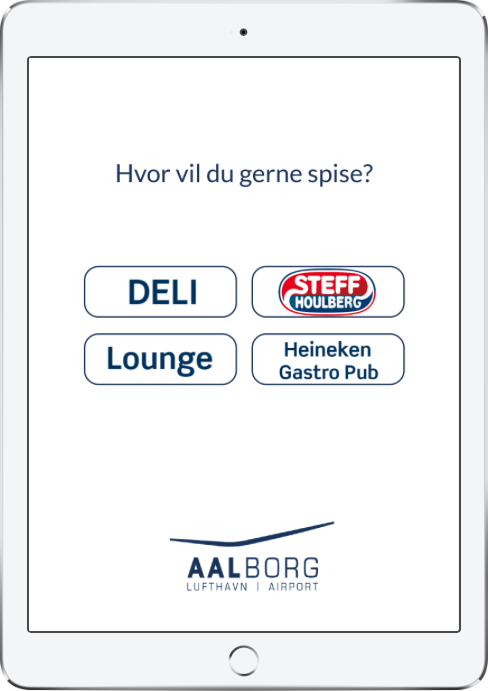 Hvor vil du gerne spise?
DELI
STEFF
HOULBERG
Lounge
Heineken
Gastro Pub
AALBORG
LUFTHAVN | AIRPORT